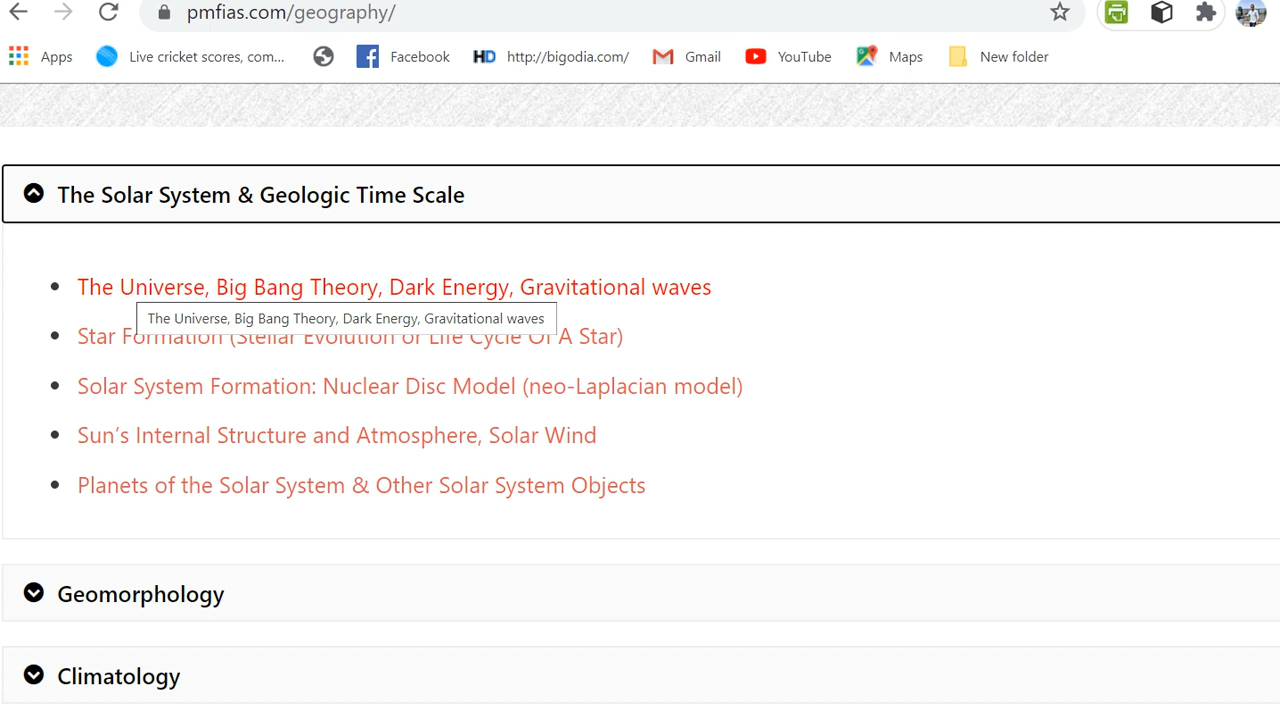 pmfias.com/geography/
Apps Live cricket scores, com... Facebook HD http://bigodia.com/ Gmail YouTube Maps New folder
The Solar System & Geologic Time Scale
The Universe, Big Bang Theory, Dark Energy, Gravitational waves
The Universe, Big Bang Theory, Dark Energy, Gravitational waves
Star Formation (Stellar Evolution or Life Cycle Of A Star)
Solar System Formation: Nuclear Disc Model (neo-Laplacian model)
Sun’s Internal Structure and Atmosphere, Solar Wind
Planets of the Solar System & Other Solar System Objects
Geomorphology
Climatology